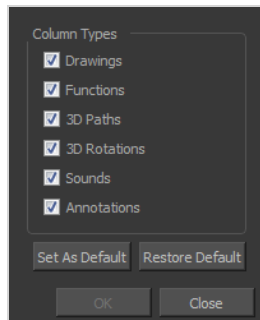 Column Types
Drawings
Functions
3D Paths
3D Rotations
Sounds
Annotations
Set As Default Restore Default
OK Close